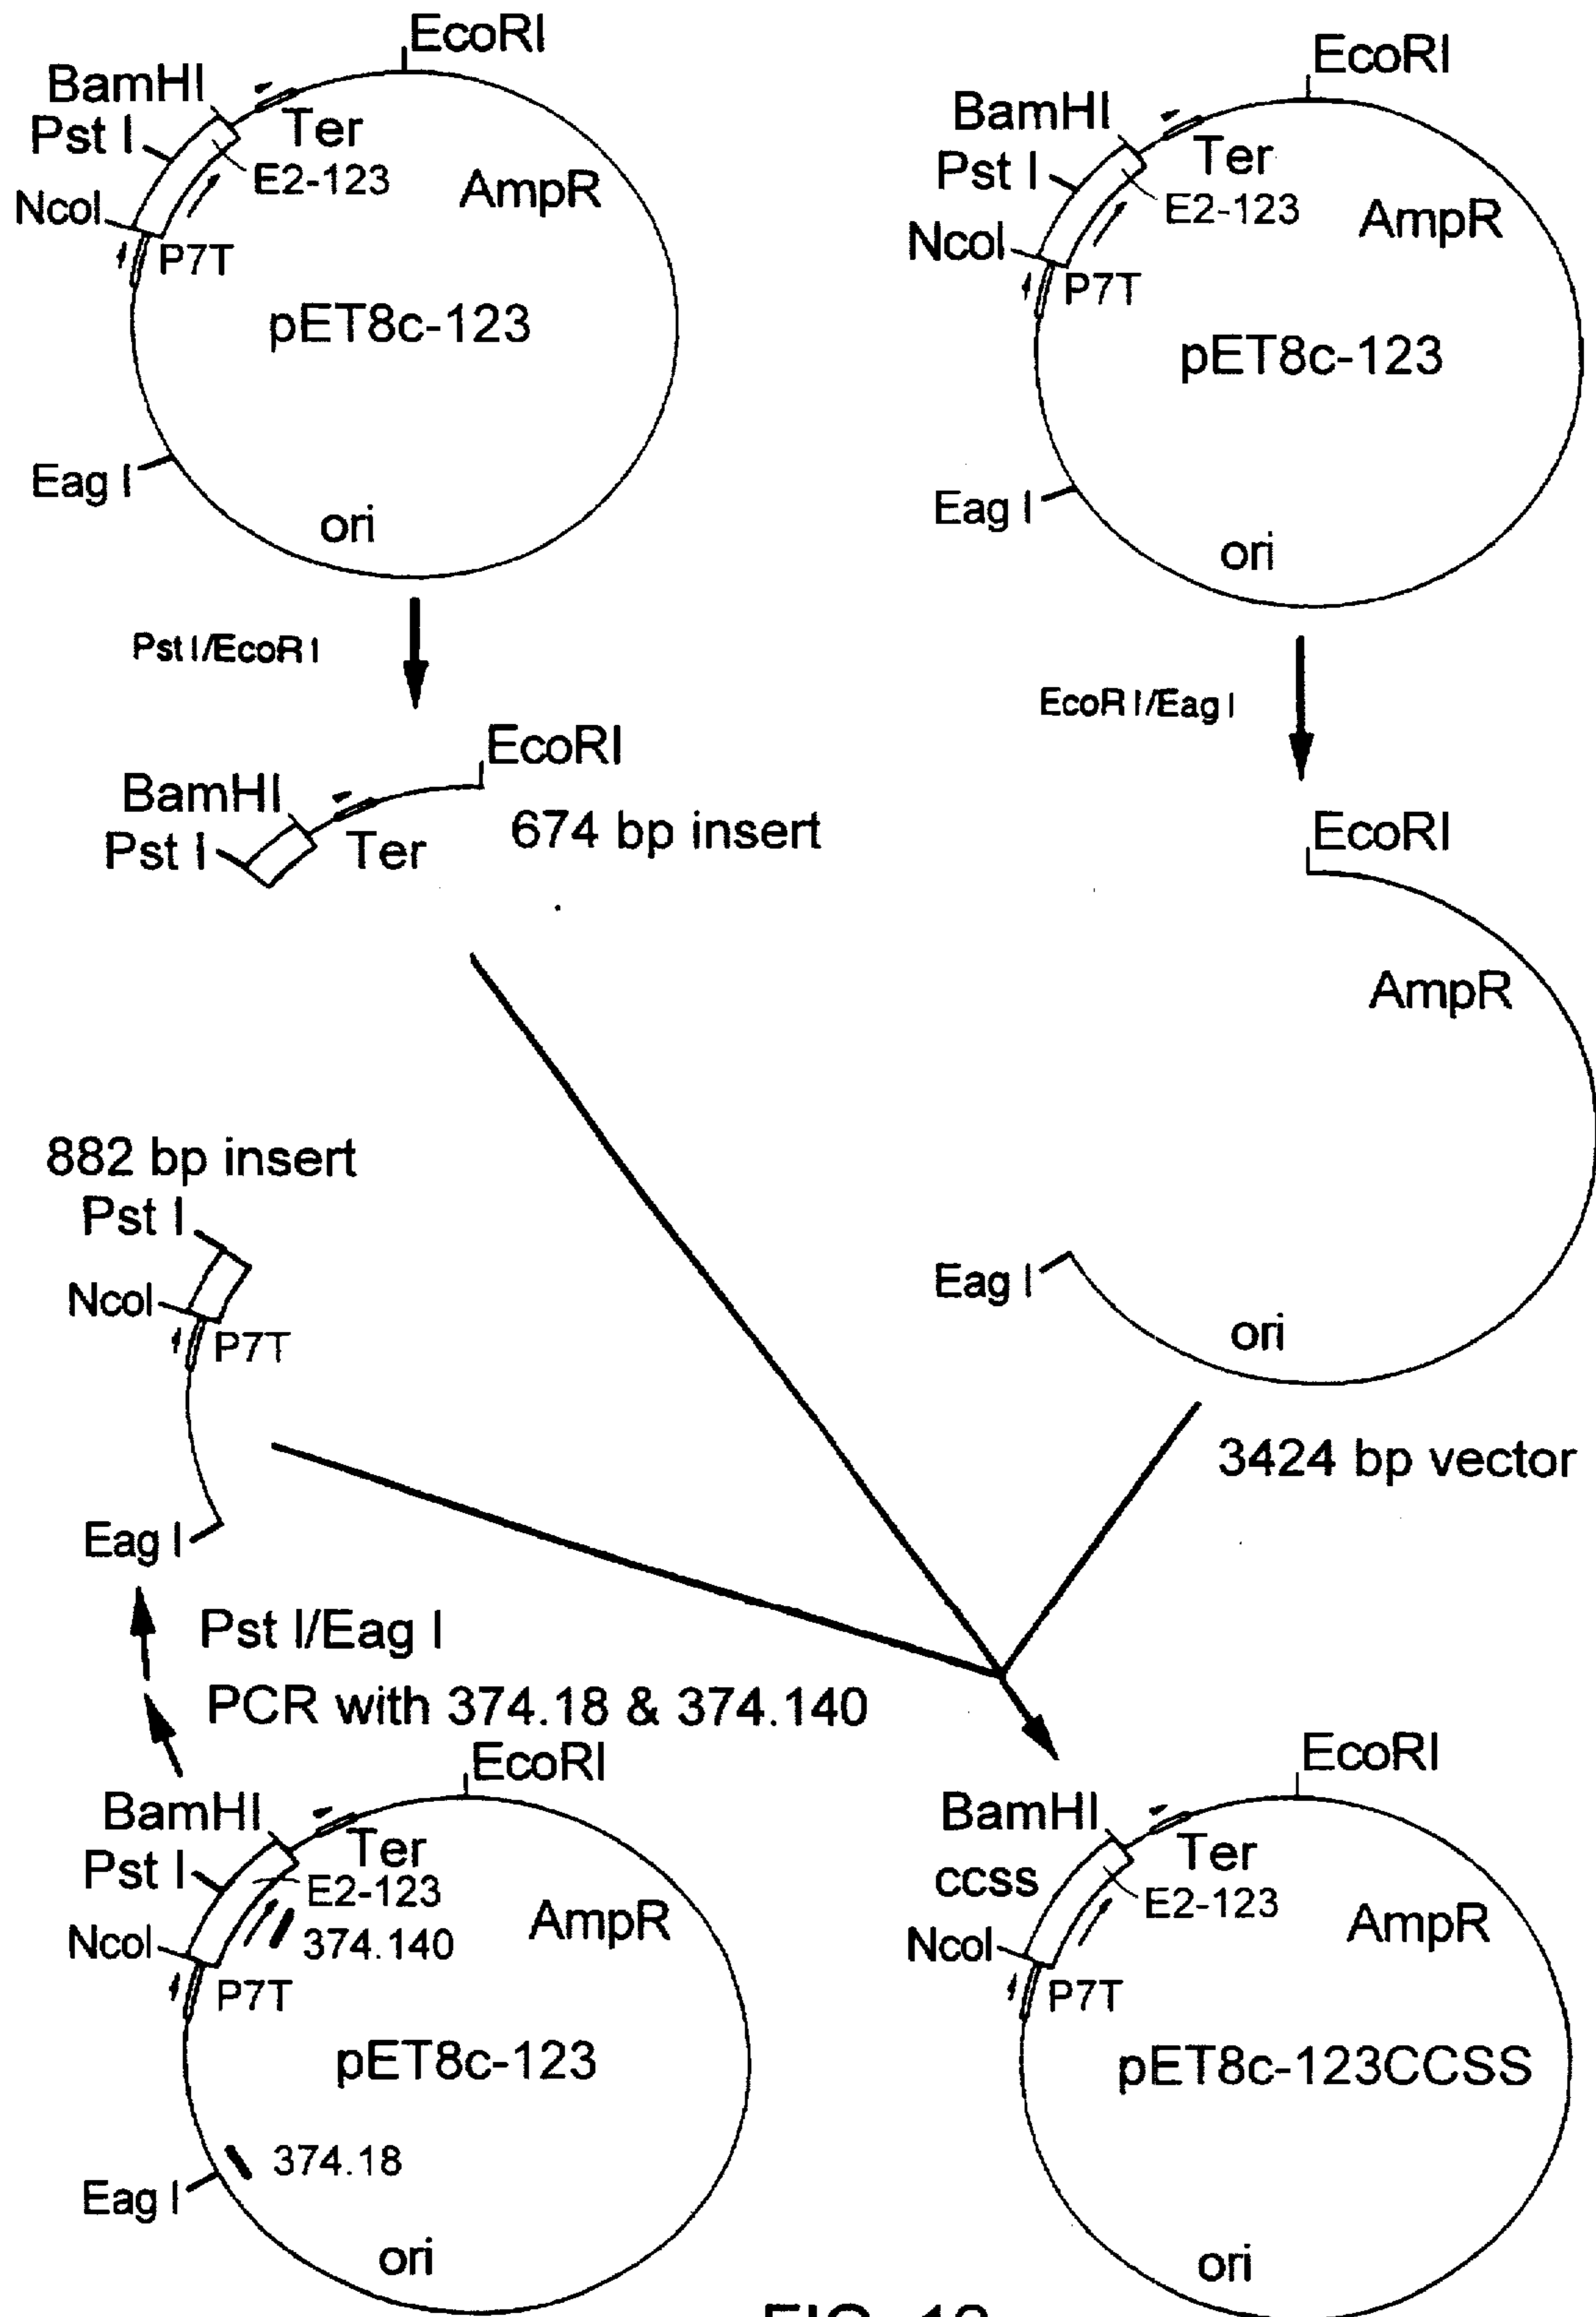 EcoRI
BamHI
Pst I
Ter
E2-123
AmpR
NcoI
P7T
pET8c-123
Eag I
ori
EcoRI
BamHI
Pst I
Ter
E2-123
AmpR
NcoI
P7T
pET8c-123
Eag I
ori
Pst I/EcoR I
EcoR I/Eag I
EcoRI
BamHI
674 bp insert
Pst I
Ter
EcoRI
AmpR
Eag I
ori
3424 bp vector
882 bp insert
Pst I
NcoI
P7T
Eag I
Pst I/Eag I
PCR with 374.18 & 374.140
EcoRI
BamHI
Ter
Pst I
E2-123
AmpR
NcoI
374.140
P7T
pET8c-123
374.18
Eag I
ori
EcoRI
BamHI
Ter
CCSS
E2-123
AmpR
NcoI
P7T
pET8c-123CCSS
ori